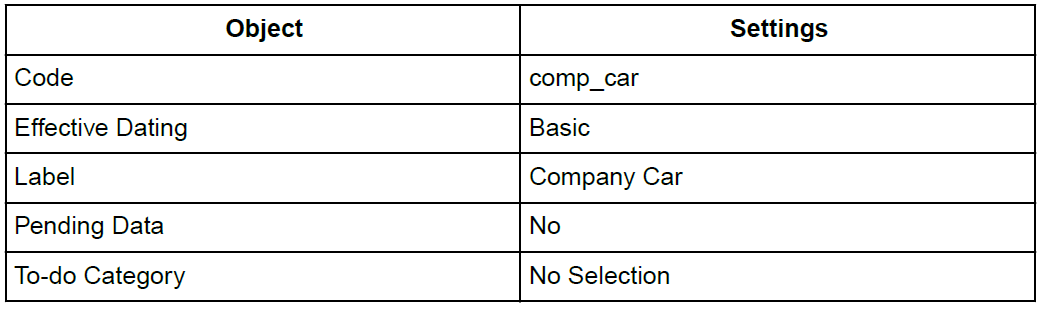 Object Settings
Code comp_car
Effective Dating Basic
Label Company Car
Pending Data No
To-do Category No Selection